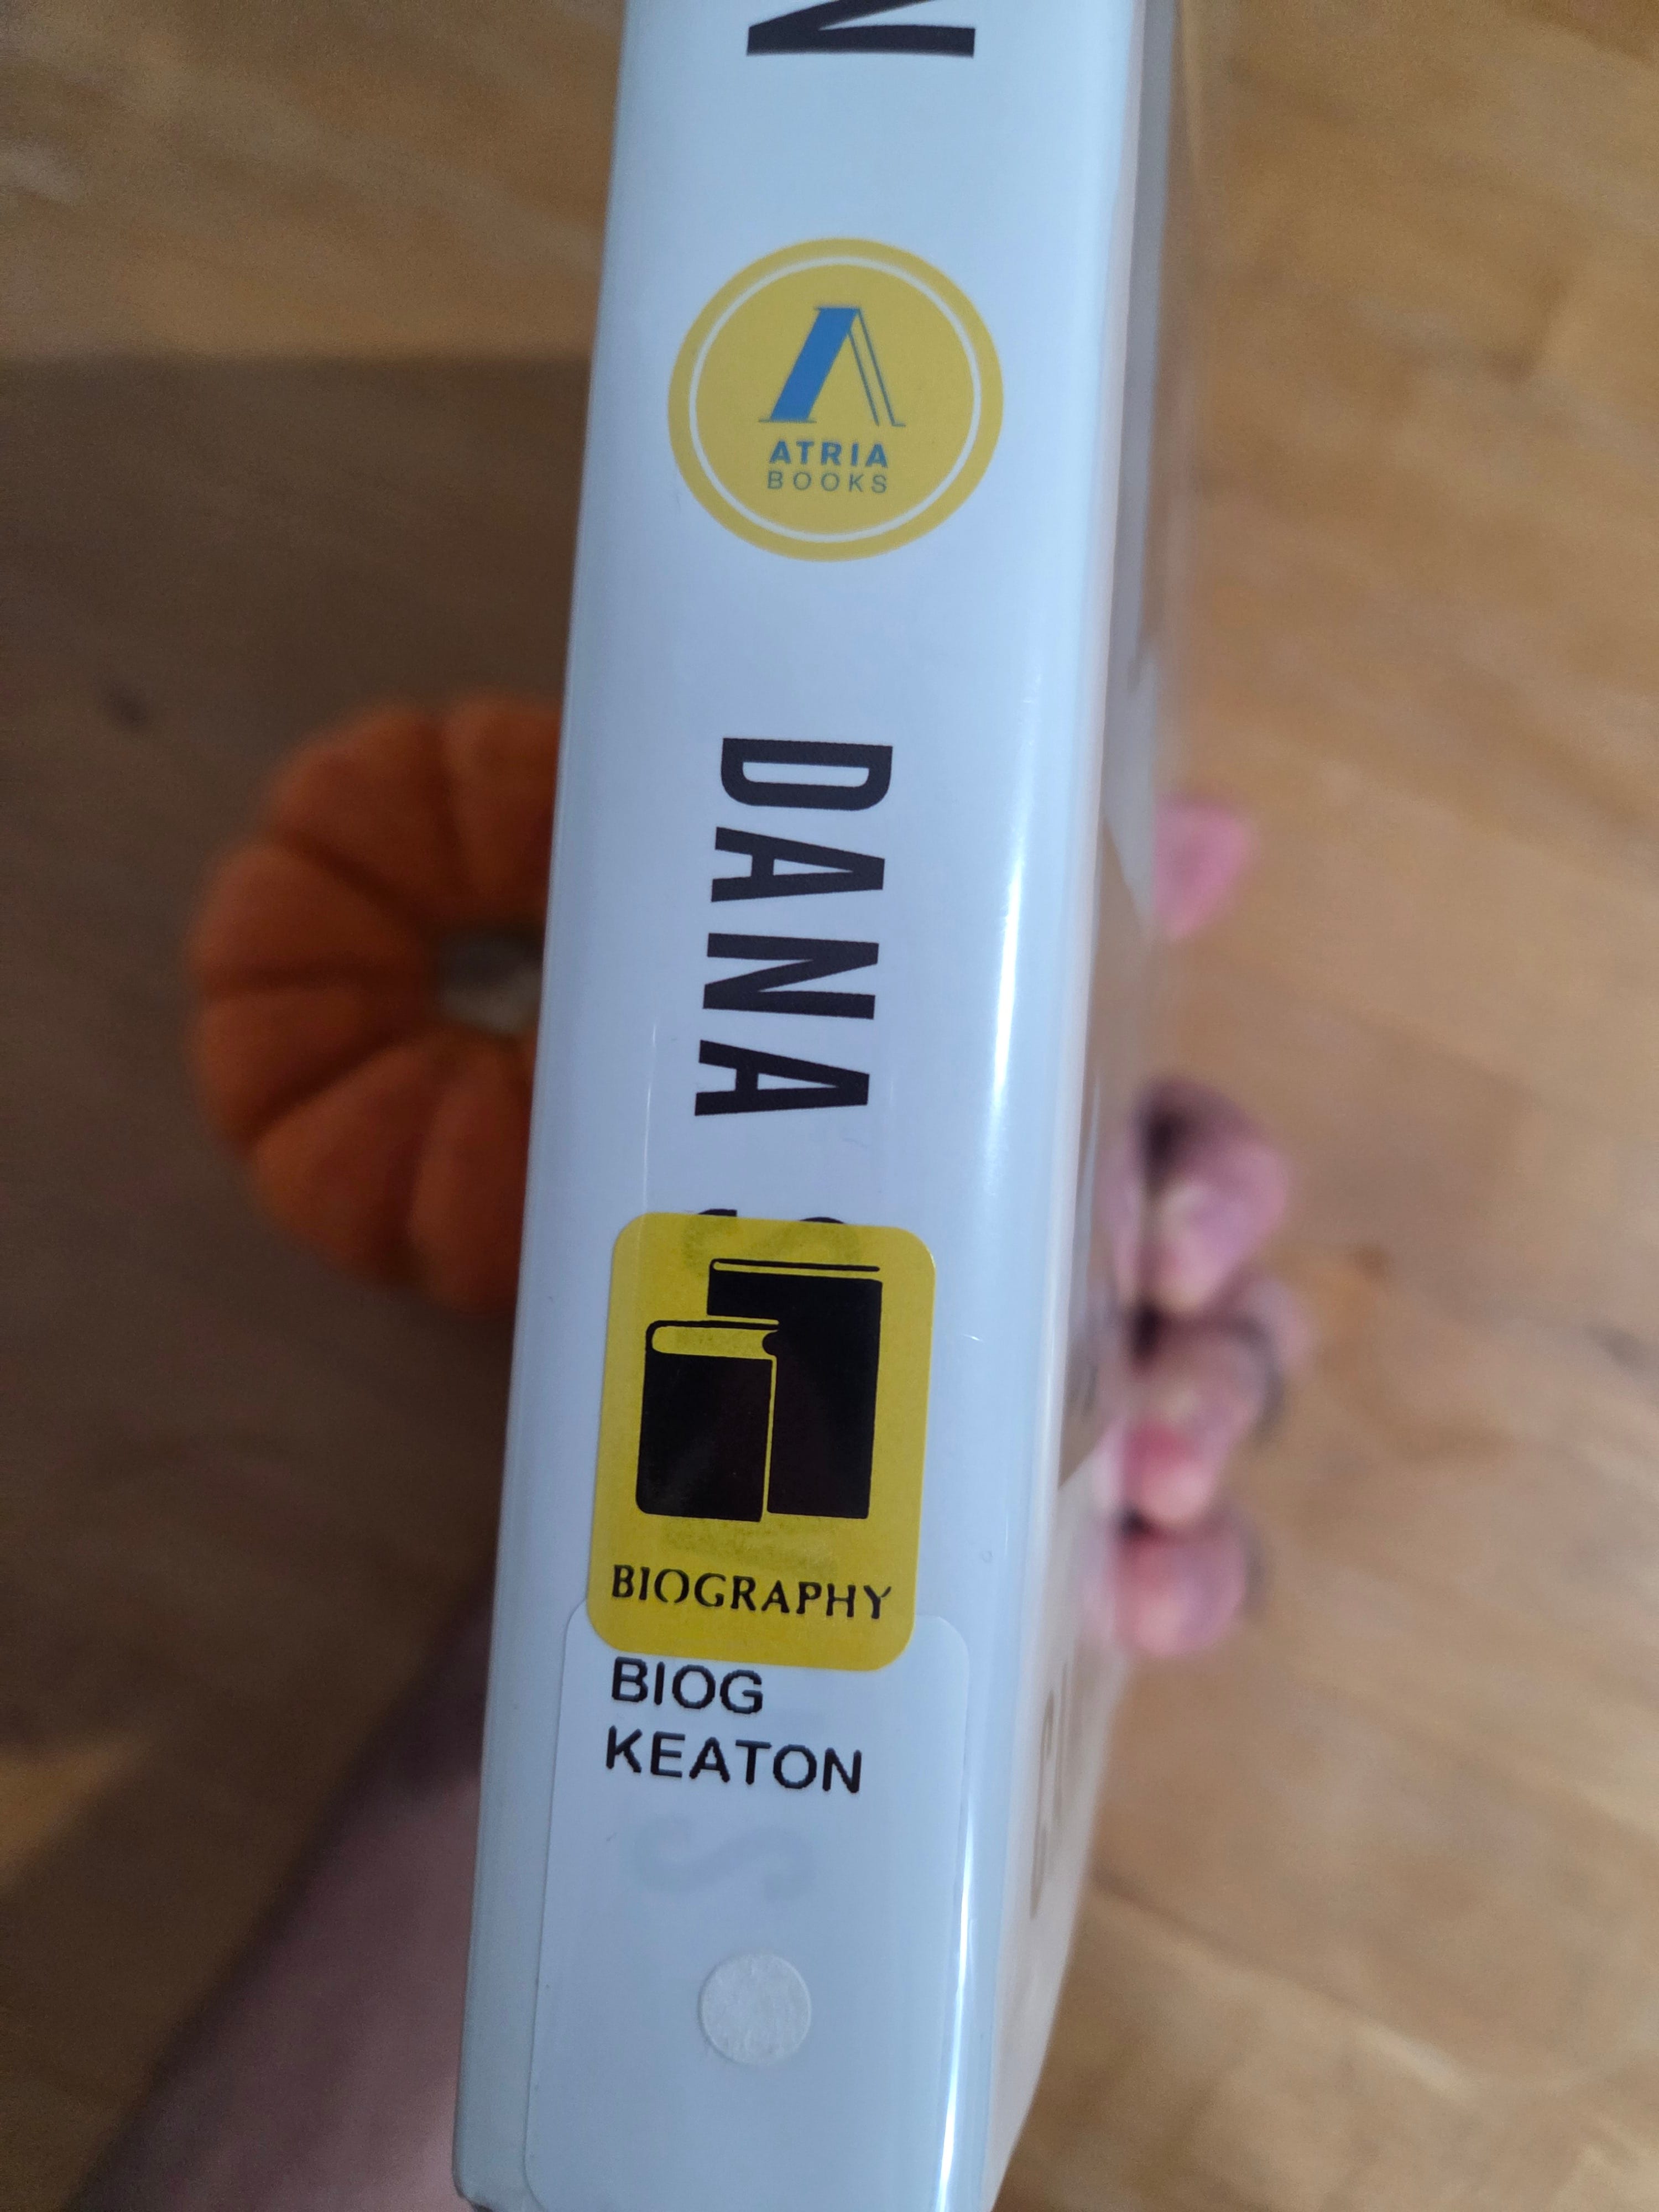 N
ATRIA
BOOKS
DANA S
BIOGRAPHY
BIOG
KEATON
S